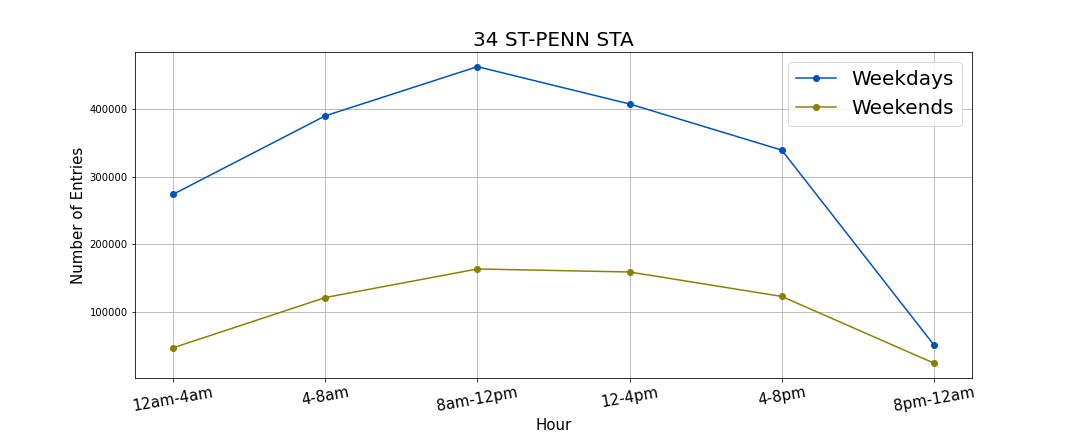 34 ST-PENN STA
Weekdays
Weekends
Number of Entries
400000
300000
200000
100000
12am-4am
4-8am
8am-12pm
12-4pm
4-8pm
8pm-12am
Hour